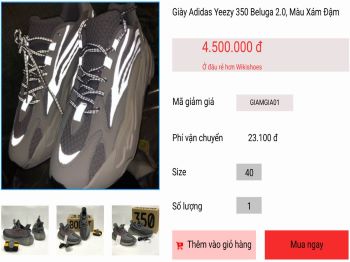 Giày Adidas Yeezy 350 Beluga 2.0, Màu Xám Đậm
4.500.000 đ
Ở đâu rẻ hơn Wikishoes
Mã giảm giá GIAMGIA01
Phí vận chuyển 23.100 đ
Size 40
Số lượng 1
Thêm vào giỏ hàng Mua ngay
350